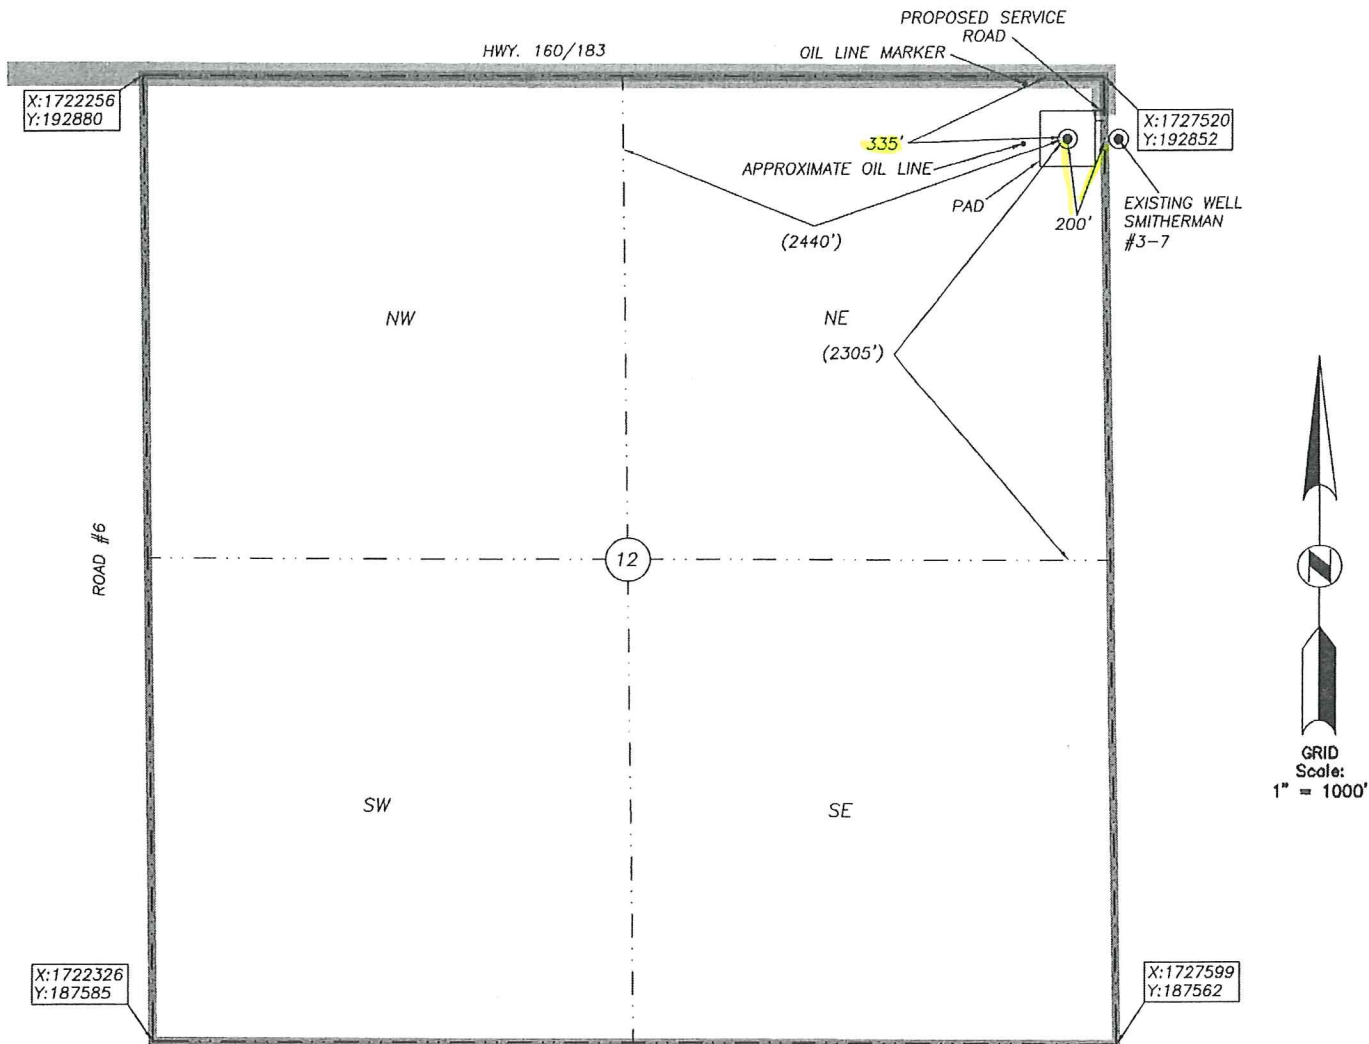 PROPOSED SERVICE
ROAD
HWY. 160/183
OIL LINE MARKER
X:1722256
Y:192880
X:1727520
Y:192852
335'
APPROXIMATE OIL LINE
PAD
200'
EXISTING WELL
SMITHERMAN
#3-7
(2440')
NW
NE
(2305')
ROAD #6
12
N
GRID
Scale:
1" = 1000'
SW
SE
X:1722326
Y:187585
X:1727599
Y:187562